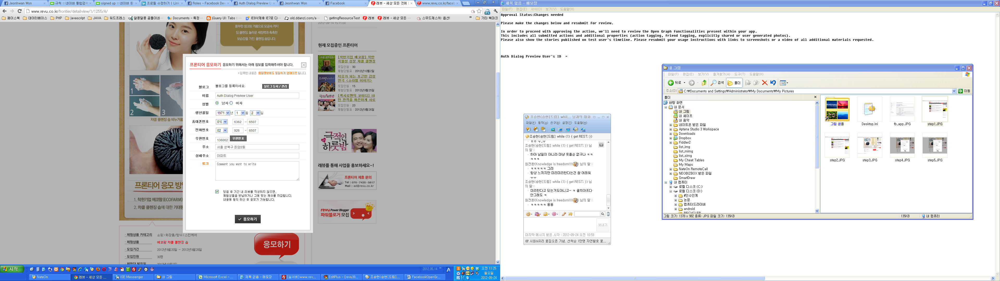 Jeonhwan Won
규칙 :: 네이버 통합검색
signed up :: 네이버 통
프로필 수정하기 | Link
Roles - Facebook Dev
Auth Dialog Preview U
Jeonhwan Won
Facebook
레뷰 - 세상 모든 것에
www.revu.co.kr/faceb
www.revu.co.kr/frontier/detailview/1/1255/A/
페이스북
데이터베이스
PHP
javascript
JAVA
워드프레스
알콩달콩 곰돌이네…
Documents » 특정…
jQuery UI: Tabs : …
IE8삭제후 IE7로 다…
old.ddanzi.com/a…
getImgResourceTest
레뷰
레뷰 - 세상 모든 …
스무드제스처: 옵션!
기타 북마크
풍부한 생크림 거품으로 모공속 까지
딥 클렌징, 놀라운 세정력과 촉촉한
보습감을 가진 클렌징 솝입니다.
2012-09-14 15:11:00
현재 모집중인 프론티어
[착한기업 에코팜] 착한
식물성 성분 챠콜 클렌징
모집인원 : 30
체험단발표 : 2012년10월2일
치유가 되는 포근한 감성
연극 <소라별 이야기>
모집인원 : 15
체험단발표 : 2012년9월25일
[섹시로맨틱 코미디] 10
만 관객을 화끈하게 사로
모집인원 : 20
체험단발표 : 2012년9월26일
극적인
하룻밤
레뷰를 통해 사업을 홍보하세요~!
프론티어 제휴 문의
Tel : 070-7435-5817
Mail : ad@revu.co.kr
revu Power Blogger
파워블로거 모집
프론티어 응모하기 응모하기 위해서는 아래 정보를 입력해주셔야 합니다.
* 입력한 내용은 회원정보에도 동일하게 업데이트 됩니다.
블로그 블로그를 등록하세요. 블로그 등록 / 관리
이름 Auth Dialog Preview User
성별 남자 여자
생년월일 1971 년 1 월 2 일
휴대폰번호 010 6362 - 6507
전화번호 02 926 - 6507
우편번호 136062 우편번호
주소 서울 성북구 돈암2동
상세주소 아파트
토크 Comment you want to write
당첨 후 기간 내 리뷰를 작성하지 않으면,
체험상품을 반납하거나 그에 맞는 캐쉬를 차감합니다.
내용에 동의 하신 후 응모가 가능합니다.
응모하기
1
2
3
챠콜 클렌징 솝 비누거품
프론티어 응모 방
1. 착한기업 에코팜(ECOFARM)
2. 챠콜 클렌징 솝에 대한 기대평
· 체험상품 카테고리 쇼핑>화장품/향수>스킨케어
· 체험상품 에코팜 챠콜 클렌징 솝
· 모집기간 2012년9월20일 ~ 2012년9월28일
· 모집인원 30명
· 체험단 발표일 2012년10월2일
응모하기
시작
2012.05.14
오전 11:25
월요일
2012-09-24
NateOn
레뷰 - 세상 모든 …
ISE Messenger
내 그림
Microsoft Excel - …
제목 없음 - 메모장
[실서버]www.rev…
EditPlus - [revu39…
조승현(승현[드림]…
FacebookOpenGr…
제목 없음 - 메모장
파일(F) 편집(E) 서식(O) 보기(V) 도움말(H)
Approval Status:Changes needed
Please make the changes below and resubmit for review.
In order to proceed with approving the action, we'll need to review the Open Graph functionalities present within your app.
This includes all submitted actions and additional properties (action tagging, friend tagging, explicitly shared or user generated photos).
Please also show the stories published on test user's timeline. Please resubmit your usage instructions with links to screenshots or a video of all additional materials requested.
Auth Dialog Preview User's ID =
조승현(승현[드림] whil… 님과의 대화
파일(F) 동작(A) 친구(B) 설정(T) 도움말(H)
조승현(승현[드림] while (1) { get REST; })
ㅇㅇ ㅜ_ㅜ
조승현(승현[드림] while (1) { get REST; }) 님
의 말 :
하아 남일이 아니라 마냥 웃을순 없구나 ㅋㅋ
ㅋㅋㅋ
원전환(Knowledge is freedom!!!!) 님의 말 :
ㅋㅋㅋㅋㅋ 그랴
항상 느끼지만 미리미리한다는건 참 어려워
ㅜㅜ
조승현(승현[드림] while (1) { get REST; }) 님
의 말 :
미리한다고 되는거도아니고~ ㅋ 골치아프다
안그래도 ㅋ
원전환(Knowledge is freedom!!!!) 님의 말 :
ㅋㅋㅋㅋㅋ 웅웅
보내기
마지막 메시지 받은 시각 : 2012-09-24 오전 10:59
시원&유리 꽃집오픈 기념, 선착순 1만명 자연발효 꽃…
내 그림
파일(F) 편집(E) 보기(V) 즐겨찾기(A) 도구(T) 도움말(H)
뒤로 검색 폴더
주소(D) C:₩Documents and Settings₩Administrator₩My Documents₩My Pictures 이동
폴더
바탕 화면
내 문서
내 그림
내 셰이프
내 음악
네이트온 받은 파일
Aptana Studio 3 Workspace
Downloads
Dropbox
Fiddler2
list_img
list_mimg
list_simg
My Cheat Tables
My Maps
NateOn RemoteCall
NEOBIZBOX 받은 파일
SmartDraw
내 컴퓨터
로컬 디스크 (C:)
로컬 디스크 (D:)
#인수인계
논문
컴퓨터드라이버
android
RECYCLER
그림 샘플
Desktop.ini
fb_app.JPG
step1.JPG
step2.JPG
step3.JPG
step4.JPG
step5.JPG
그림 크기: 1378 x 982 종류: JPG 파일 크기: 135KB
135KB
내 컴퓨터